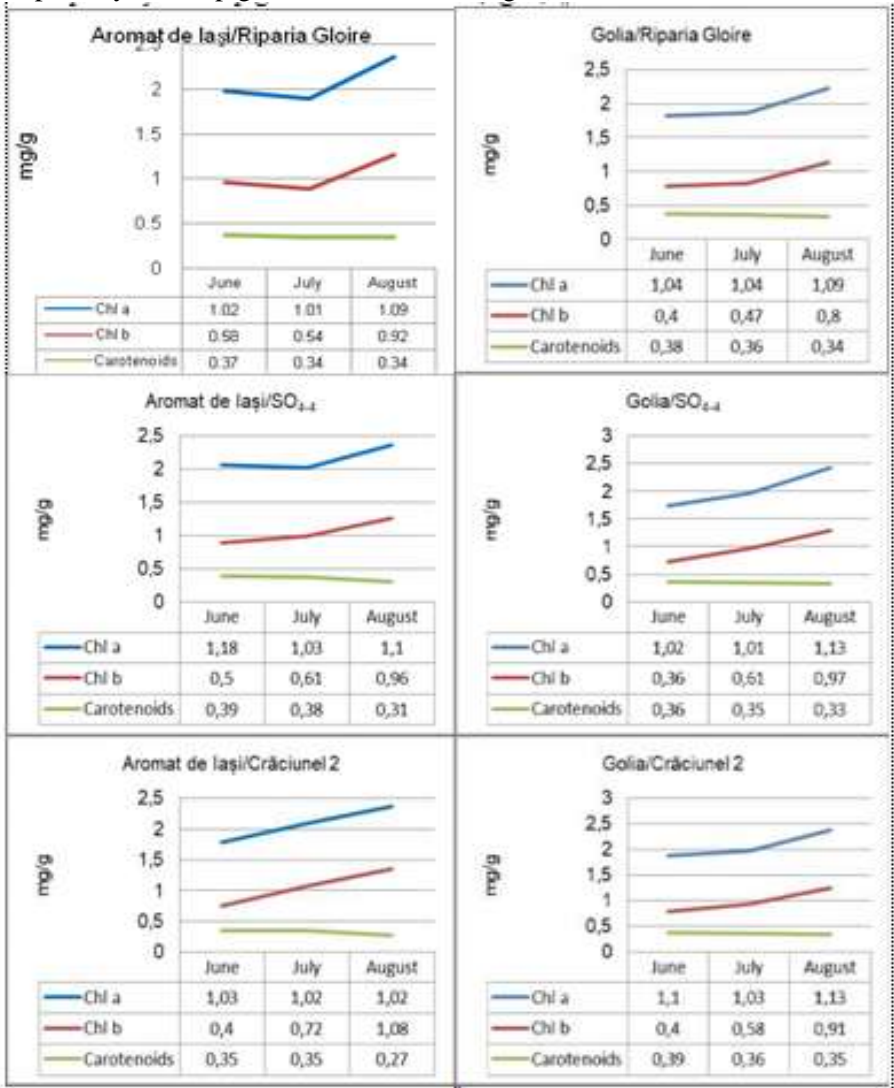 Aromat de Iași/Riparia Gloire
2.5
2
1.5
1
0.5
0
mg/g
June July August
Chl a 1.02 1.01 1.09
Chl b 0.58 0.54 0.92
Carotenoids 0.37 0.34 0.34
Golia/Riparia Gloire
2,5
2
1,5
1
0,5
0
mg/g
June July August
Chl a 1,04 1,04 1,09
Chl b 0,4 0,47 0,8
Carotenoids 0,38 0,36 0,34
Aromat de Iași/SO4-4
2,5
2
1,5
1
0,5
0
mg/g
June July August
Chl a 1,18 1,03 1,1
Chl b 0,5 0,61 0,96
Carotenoids 0,39 0,38 0,31
Golia/SO4-4
3
2,5
2
1,5
1
0,5
0
mg/g
June July August
Chl a 1,02 1,01 1,13
Chl b 0,36 0,61 0,97
Carotenoids 0,36 0,35 0,33
Aromat de Iași/Crăciunel 2
2,5
2
1,5
1
0,5
0
mg/g
June July August
Chl a 1,03 1,02 1,02
Chl b 0,4 0,72 1,08
Carotenoids 0,35 0,35 0,27
Golia/Crăciunel 2
3
2,5
2
1,5
1
0,5
0
mg/g
June July August
Chl a 1,1 1,03 1,13
Chl b 0,4 0,58 0,91
Carotenoids 0,39 0,36 0,35